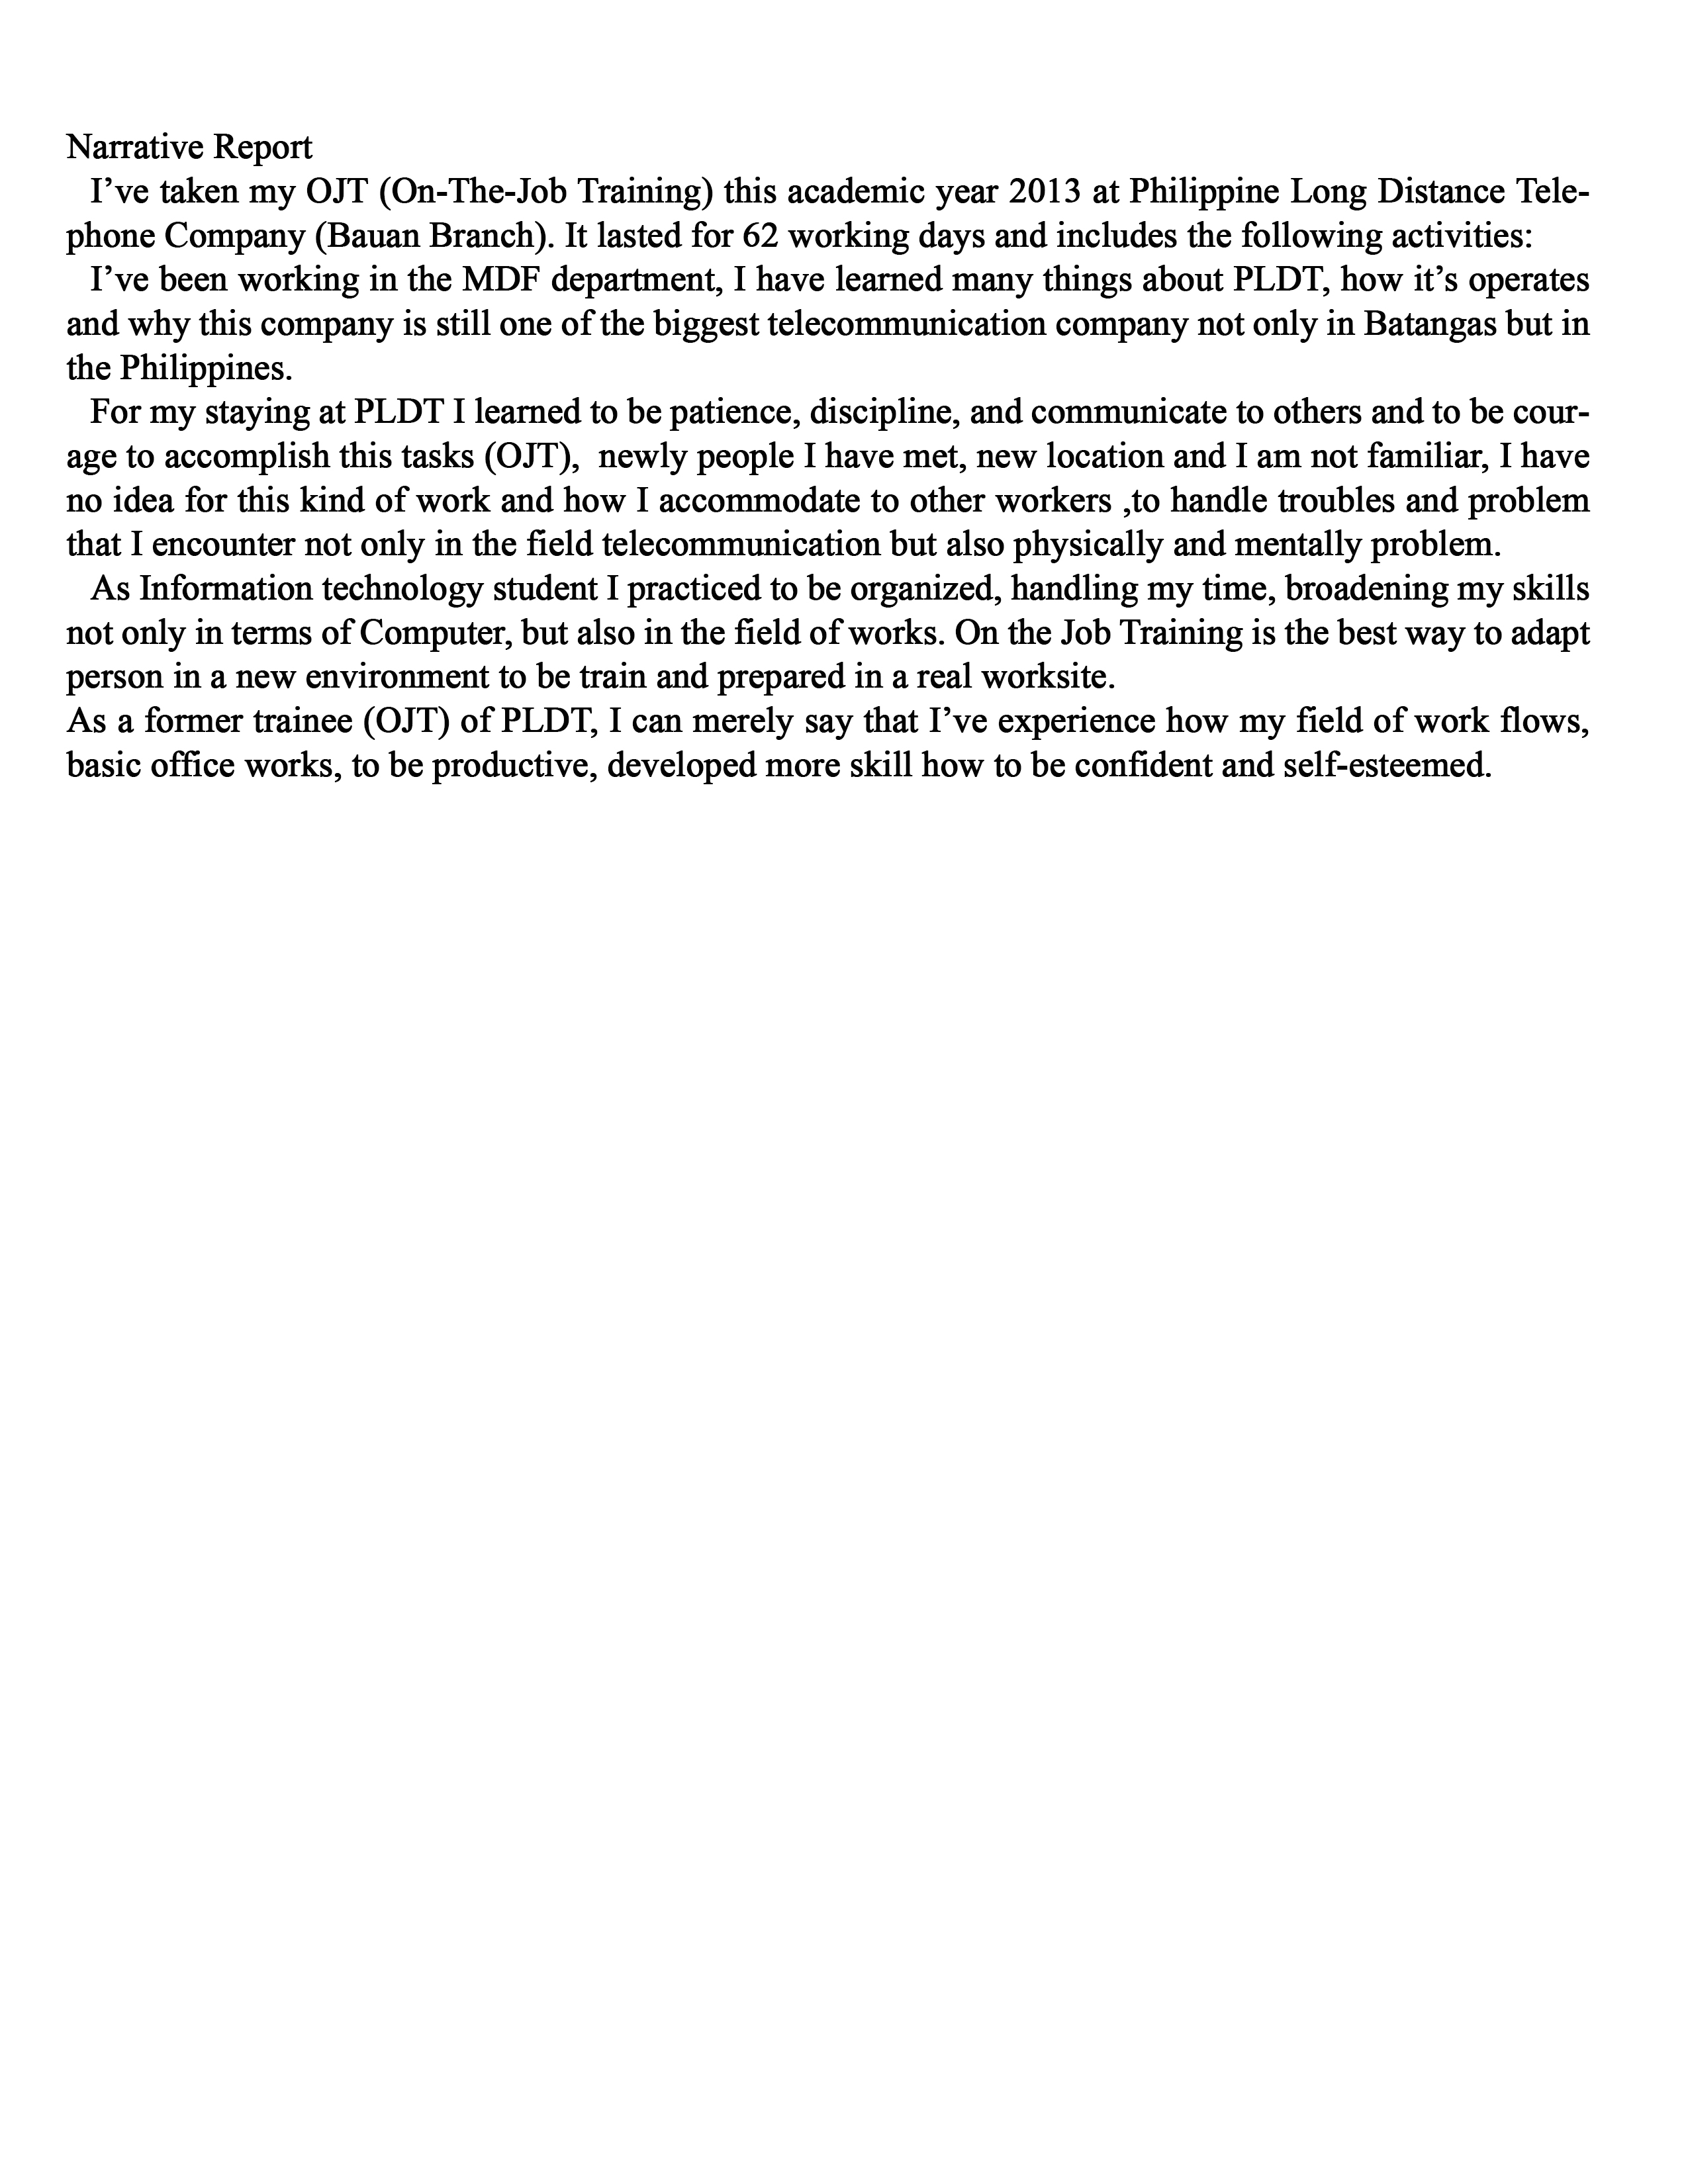 Narrative Report
I’ve taken my OJT (On-The-Job Training) this academic year 2013 at Philippine Long Distance Tele-
phone Company (Bauan Branch). It lasted for 62 working days and includes the following activities:
I’ve been working in the MDF department, I have learned many things about PLDT, how it’s operates
and why this company is still one of the biggest telecommunication company not only in Batangas but in
the Philippines.
For my staying at PLDT I learned to be patience, discipline, and communicate to others and to be cour-
age to accomplish this tasks (OJT),  newly people I have met, new location and I am not familiar, I have
no idea for this kind of work and how I accommodate to other workers ,to handle troubles and problem
that I encounter not only in the field telecommunication but also physically and mentally problem.
As Information technology student I practiced to be organized, handling my time, broadening my skills
not only in terms of Computer, but also in the field of works. On the Job Training is the best way to adapt
person in a new environment to be train and prepared in a real worksite.
As a former trainee (OJT) of PLDT, I can merely say that I’ve experience how my field of work flows,
basic office works, to be productive, developed more skill how to be confident and self-esteemed.